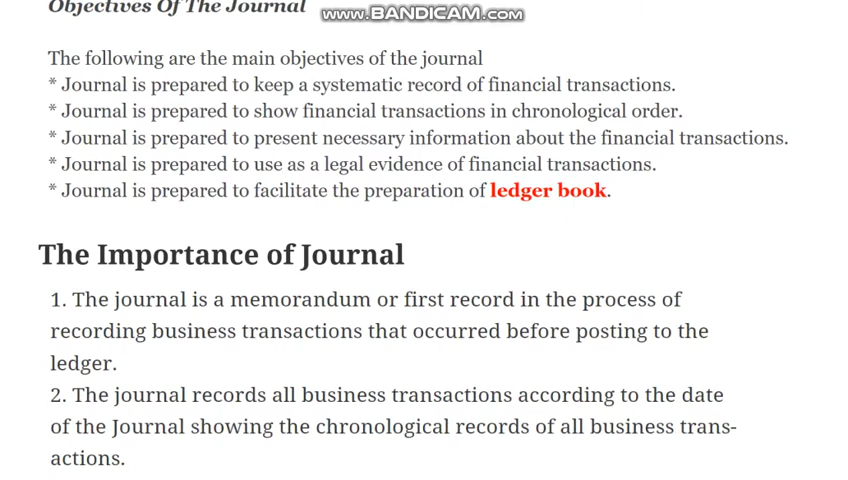 Objectives Of The Journal
www.BANDICAM.com
The following are the main objectives of the journal
* Journal is prepared to keep a systematic record of financial transactions.
* Journal is prepared to show financial transactions in chronological order.
* Journal is prepared to present necessary information about the financial transactions.
* Journal is prepared to use as a legal evidence of financial transactions.
* Journal is prepared to facilitate the preparation of ledger book.
The Importance of Journal
1. The journal is a memorandum or first record in the process of
recording business transactions that occurred before posting to the
ledger.
2. The journal records all business transactions according to the date
of the Journal showing the chronological records of all business trans-
actions.